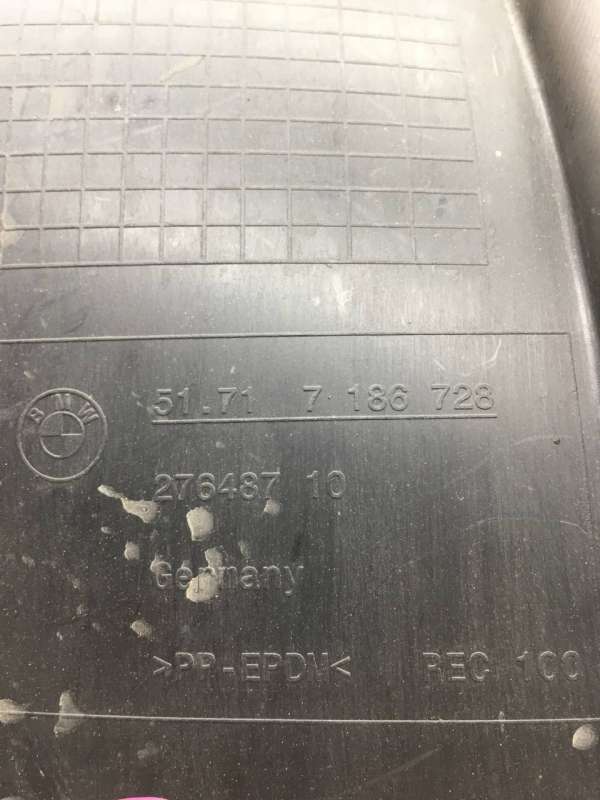 BMW
51.71 7 186 728
276487 10
Germany
>PP-EPDM< REC 100